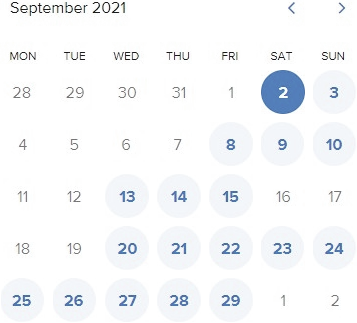 September 2021
MON TUE WED THU FRI SAT SUN
28 29 30 31 1 2 3
4 5 6 7 8 9 10
11 12 13 14 15 16 17
18 19 20 21 22 23 24
25 26 27 28 29 1 2